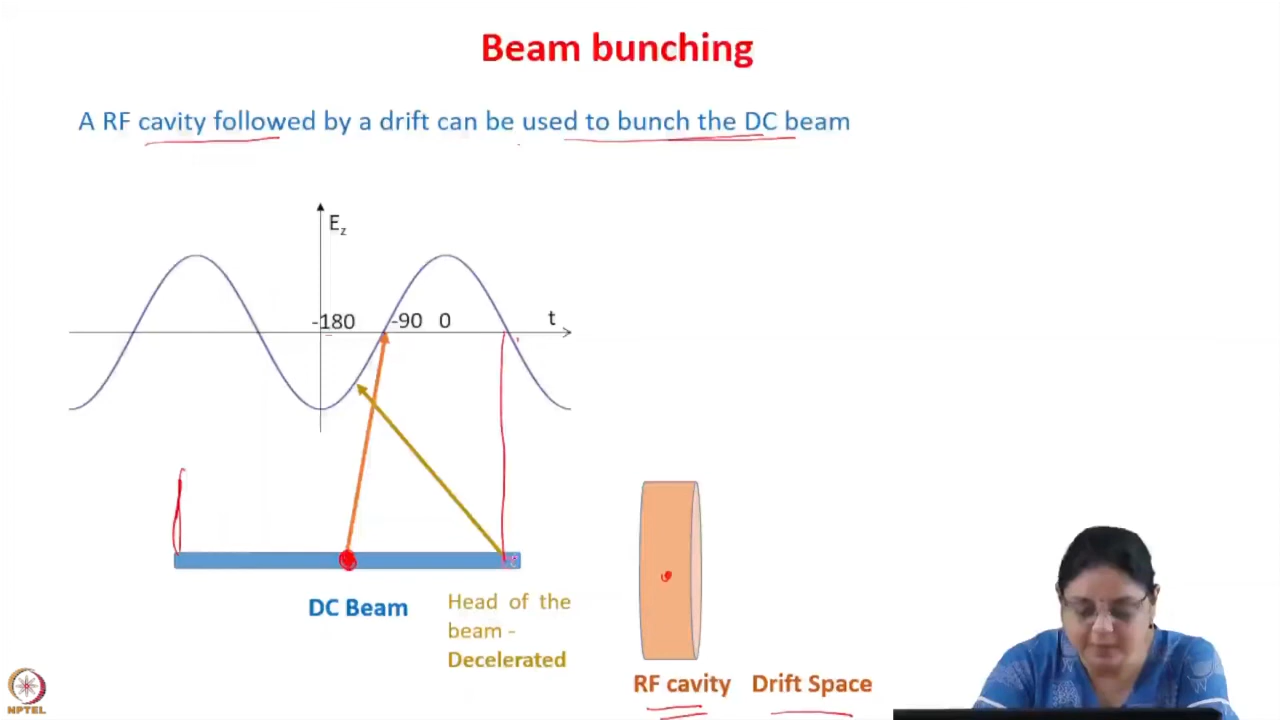 Beam bunching
A RF cavity followed by a drift can be used to bunch the DC beam
E_z
-180 -90 0 t
DC Beam
Head of the
beam -
Decelerated
RF cavity Drift Space
NPTEL